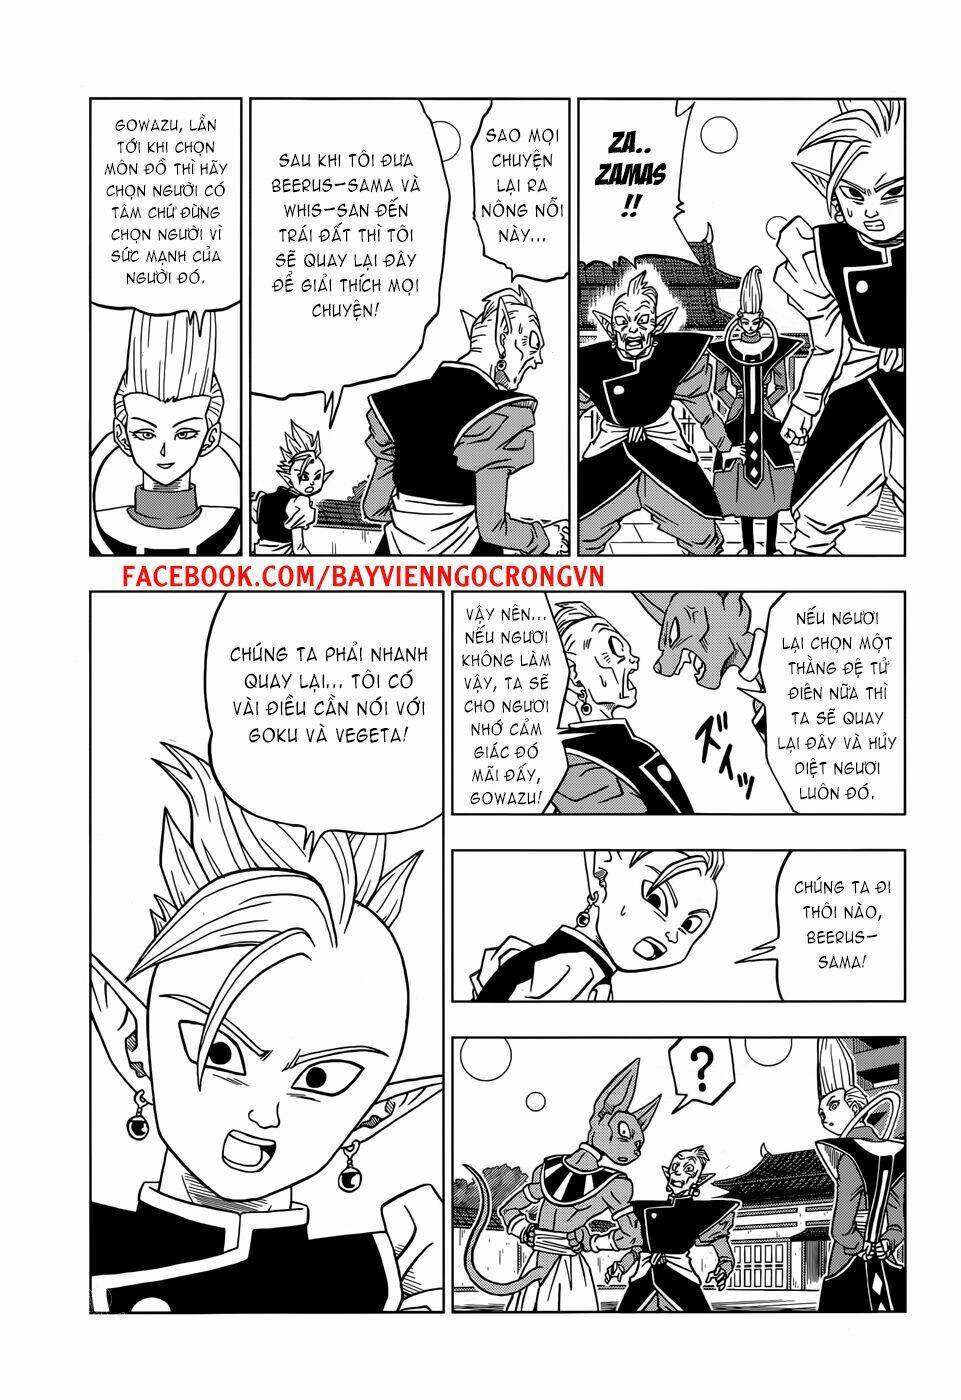 ZA..
ZAMAS
!!
SAO MỌI
CHUYỆN
LẠI RA
NÔNG NỖI
NÀY...
SAU KHI TÔI ĐƯA
BEERUS-SAMA VÀ
WHIS-SAN ĐẾN
TRÁI ĐẤT THÌ TÔI
SẼ QUAY LẠI ĐÂY
ĐỂ GIẢI THÍCH MỌI
CHUYỆN!
GOWAZU, LẦN
TỚI KHI CHỌN
MÔN ĐỒ THÌ HÃY
CHỌN NGƯỜI CÓ
TÂM CHỨ ĐỪNG
CHỌN NGƯỜI VÌ
SỨC MẠNH CỦA
NGƯỜI ĐÓ.
FACEBOOK.COM/BAYVIENNGOCRONGVN
NẾU NGƯƠI
LẠI CHỌN MỘT
THẰNG ĐỆ TỬ
ĐIÊN NỮA THÌ
TA SẼ QUAY
LẠI ĐÂY VÀ HỦY
DIỆT NGƯƠI
LUÔN ĐÓ.
ズイッ
VẬY NÊN...
NẾU NGƯƠI
KHÔNG LÀM
VẬY, TA SẼ
CHO NGƯƠI
NHỚ CẢM
GIÁC ĐÓ
MÃI ĐẤY,
GOWAZU!
CHÚNG TA PHẢI NHANH
QUAY LẠI... TÔI CÓ
VÀI ĐIỀU CẦN NÓI VỚI
GOKU VÀ VEGETA!
CHÚNG TA ĐI
THÔI NÀO,
BEERUS-
SAMA!
?